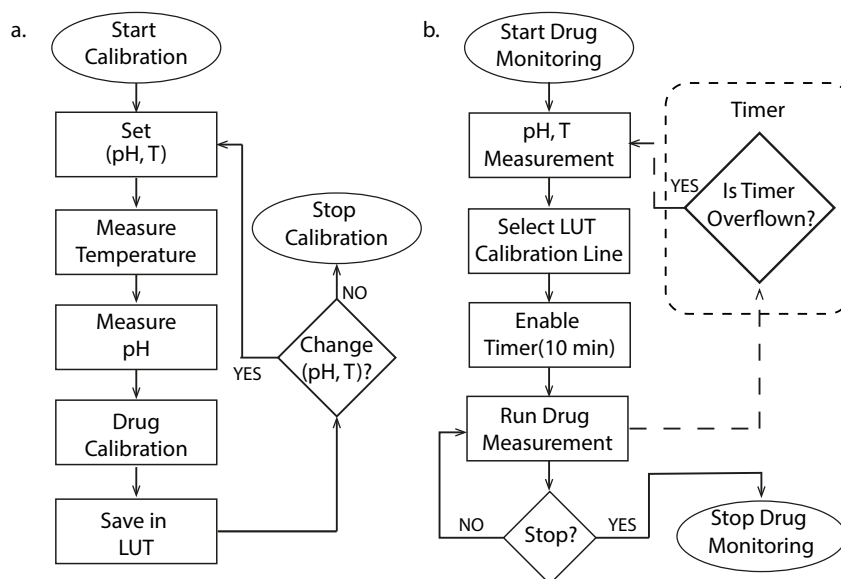 a.
Start
Calibration
Set
(pH, T)
Measure
Temperature
Measure
pH
Drug
Calibration
Save in
LUT
Stop
Calibration
NO
Change
(pH, T)?
YES
b.
Start Drug
Monitoring
pH, T
Measurement
Select LUT
Calibration Line
Enable
Timer(10 min)
Run Drug
Measurement
Stop?
NO
YES
Stop Drug
Monitoring
Timer
YES
Is Timer
Overflown?